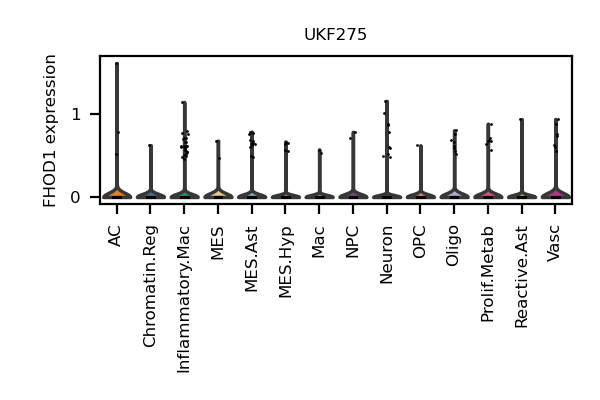 UKF275
FHOD1 expression
1
0
AC
Chromatin.Reg
Inflammatory.Mac
MES
MES.Ast
MES.Hyp
Mac
NPC
Neuron
OPC
Oligo
Prolif.Metab
Reactive.Ast
Vasc